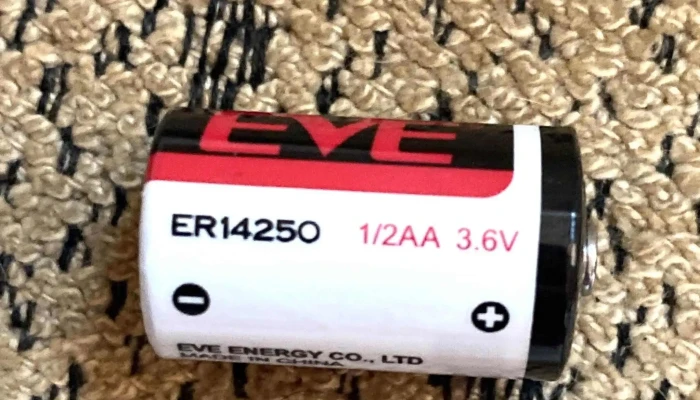 EVE
ER14250 1/2AA 3.6V
EVE ENERGY CO., LTD
MADE IN CHINA